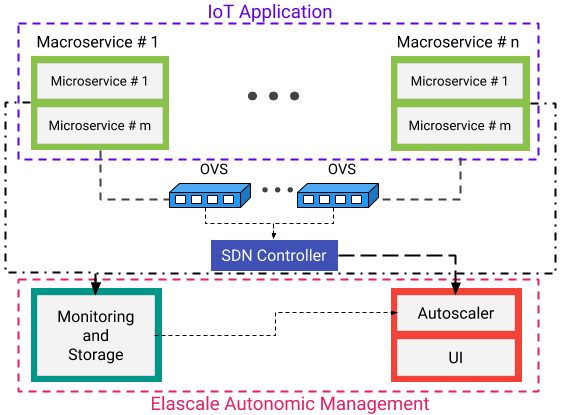 IoT Application
Macroservice # 1
Macroservice # n
Microservice # 1
Microservice # 1
Microservice # m
Microservice # m
OVS
OVS
SDN Controller
Monitoring
and
Storage
Autoscaler
UI
Elascale Autonomic Management